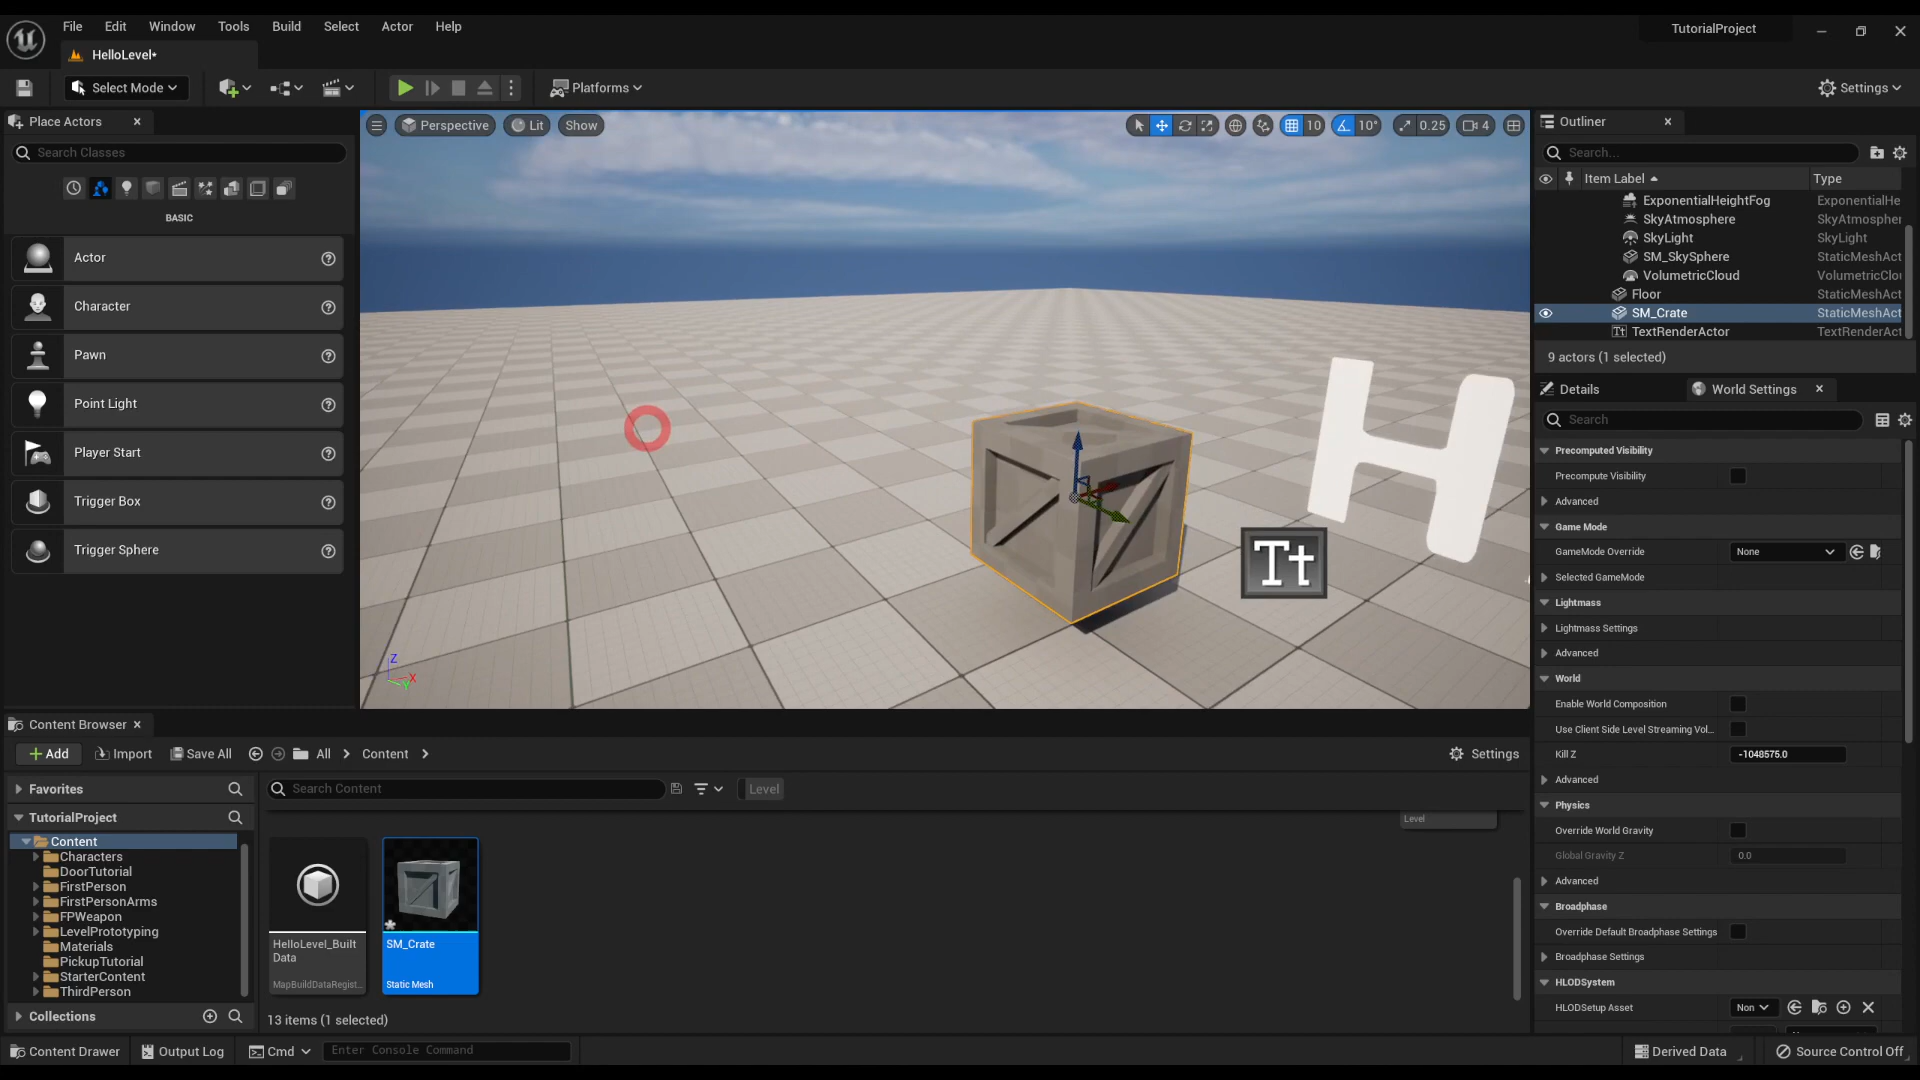 File Edit Window Tools Build Select Actor Help
TutorialProject
HelloLevel*
Select Mode
Platforms
Settings
Place Actors
Search Classes
BASIC
Actor
Character
Pawn
Point Light
Player Start
Trigger Box
Trigger Sphere
Perspective Lit Show
10 10° 0.25 4
H
Tt
Z
X
Y
Outliner
Search...
Item Label Type
ExponentialHeightFog ExponentialHe
SkyAtmosphere SkyAtmospher
SkyLight SkyLight
SM_SkySphere StaticMeshAct
VolumetricCloud VolumetricClo
Floor StaticMeshAct
SM_Crate StaticMeshAct
Tt TextRenderActor TextRenderAct
9 actors (1 selected)
Details World Settings
Search
Precomputed Visibility
Precompute Visibility
Advanced
Game Mode
GameMode Override None
Selected GameMode
Lightmass
Lightmass Settings
Advanced
World
Enable World Composition
Use Client Side Level Streaming Vol...
Kill Z -1048575.0
Advanced
Physics
Override World Gravity
Global Gravity Z 0.0
Advanced
Broadphase
Override Default Broadphase Settings
Broadphase Settings
HLODSystem
HLODSetup Asset Non
Content Browser
+ Add Import Save All All > Content > Settings
Favorites
TutorialProject
Content
Characters
DoorTutorial
FirstPerson
FirstPersonArms
FPWeapon
LevelPrototyping
Materials
PickupTutorial
StarterContent
ThirdPerson
Collections
Search Content
Level
Level
HelloLevel_Built
Data
MapBuildDataRegist...
SM_Crate
Static Mesh
13 items (1 selected)
Content Drawer Output Log Cmd Enter Console Command
Derived Data Source Control Off